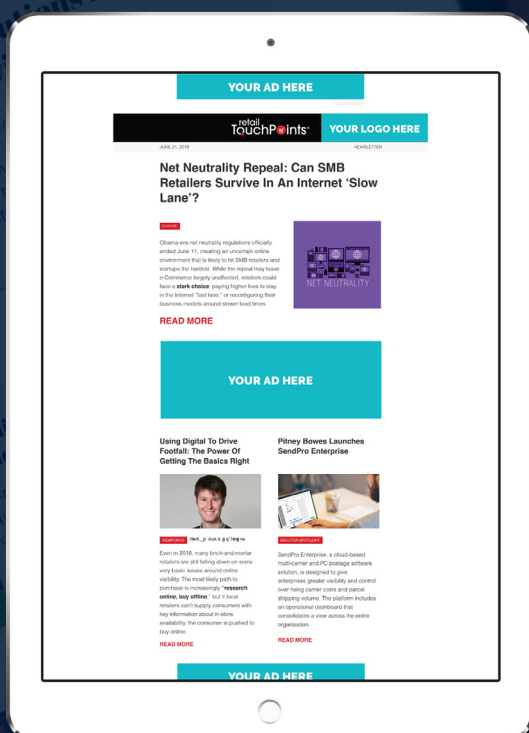 YOUR AD HERE
retail
TouchPoints
YOUR LOGO HERE
JUNE 21, 2018
NEWSLETTER
Net Neutrality Repeal: Can SMB
Retailers Survive In An Internet ‘Slow
Lane’?
FEATURE
Obama-era net neutrality regulations officially
ended June 11, creating an uncertain online
environment that is likely to hit SMB retailers and
startups the hardest. While the repeal may leave
e-Commerce largely unaffected, retailers could
face a stark choice: paying higher fees to stay
in the Internet “fast lane,” or reconfiguring their
business models around slower load times.
NET NEUTRALITY
READ MORE
YOUR AD HERE
Using Digital To Drive
Footfall: The Power Of
Getting The Basics Right
VIEWPOINTS
Even in 2018, many brick-and-mortar
retailers are still falling down on some
very basic issues around online
visibility. The most likely path to
purchase is increasingly “research
online, buy offline,” but if local
retailers can’t supply consumers with
key information about in-store
availability, the consumer is pushed to
buy online.
READ MORE
Pitney Bowes Launches
SendPro Enterprise
SOLUTION SPOTLIGHT
SendPro Enterprise, a cloud-based
multi-carrier and PC postage software
solution, is designed to give
enterprises greater visibility and control
over rising carrier costs and parcel
shipping volume. The platform includes
an operational dashboard that
consolidates a view across the entire
organization.
READ MORE
YOUR AD HERE